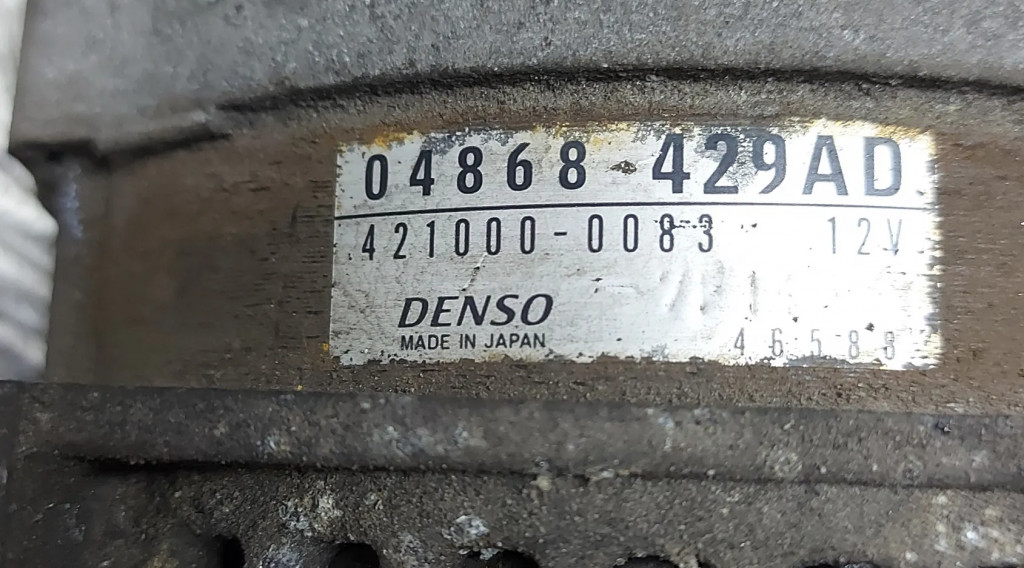 04868-429AD
421000-0083 12V
DENSO
MADE IN JAPAN
46588